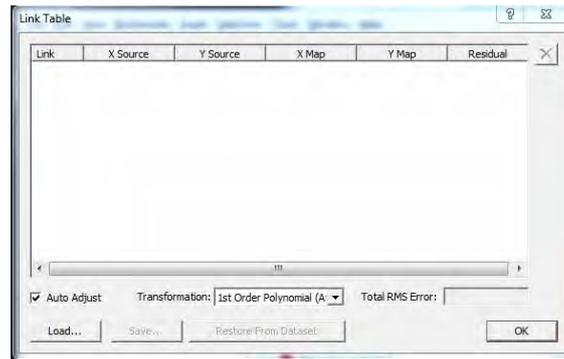 Link Table
Link X Source Y Source X Map Y Map Residual
Auto Adjust Transformation: 1st Order Polynomial (A Total RMS Error:
Load... Save... Restore From Dataset OK